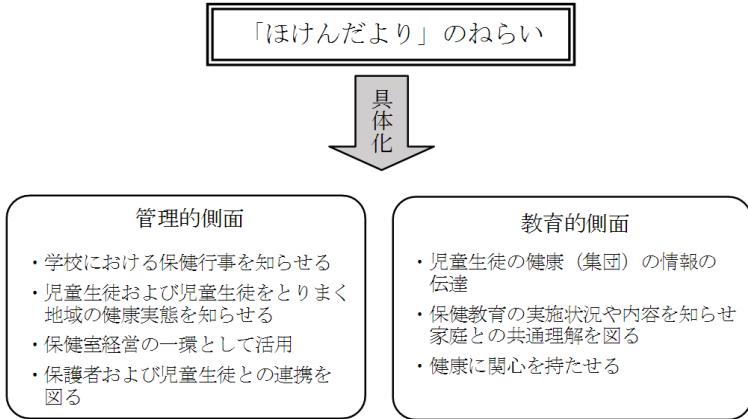 「ほけんだより」のねらい
具体化
管理的側面
・学校における保健行事を知らせる
・児童生徒および児童生徒をとりまく
地域の健康実態を知らせる
・保健室経営の一環として活用
・保護者および児童生徒との連携を
図る
教育的側面
・児童生徒の健康（集団）の情報の
伝達
・保健教育の実施状況や内容を知らせ
家庭との共通理解を図る
・健康に関心を持たせる